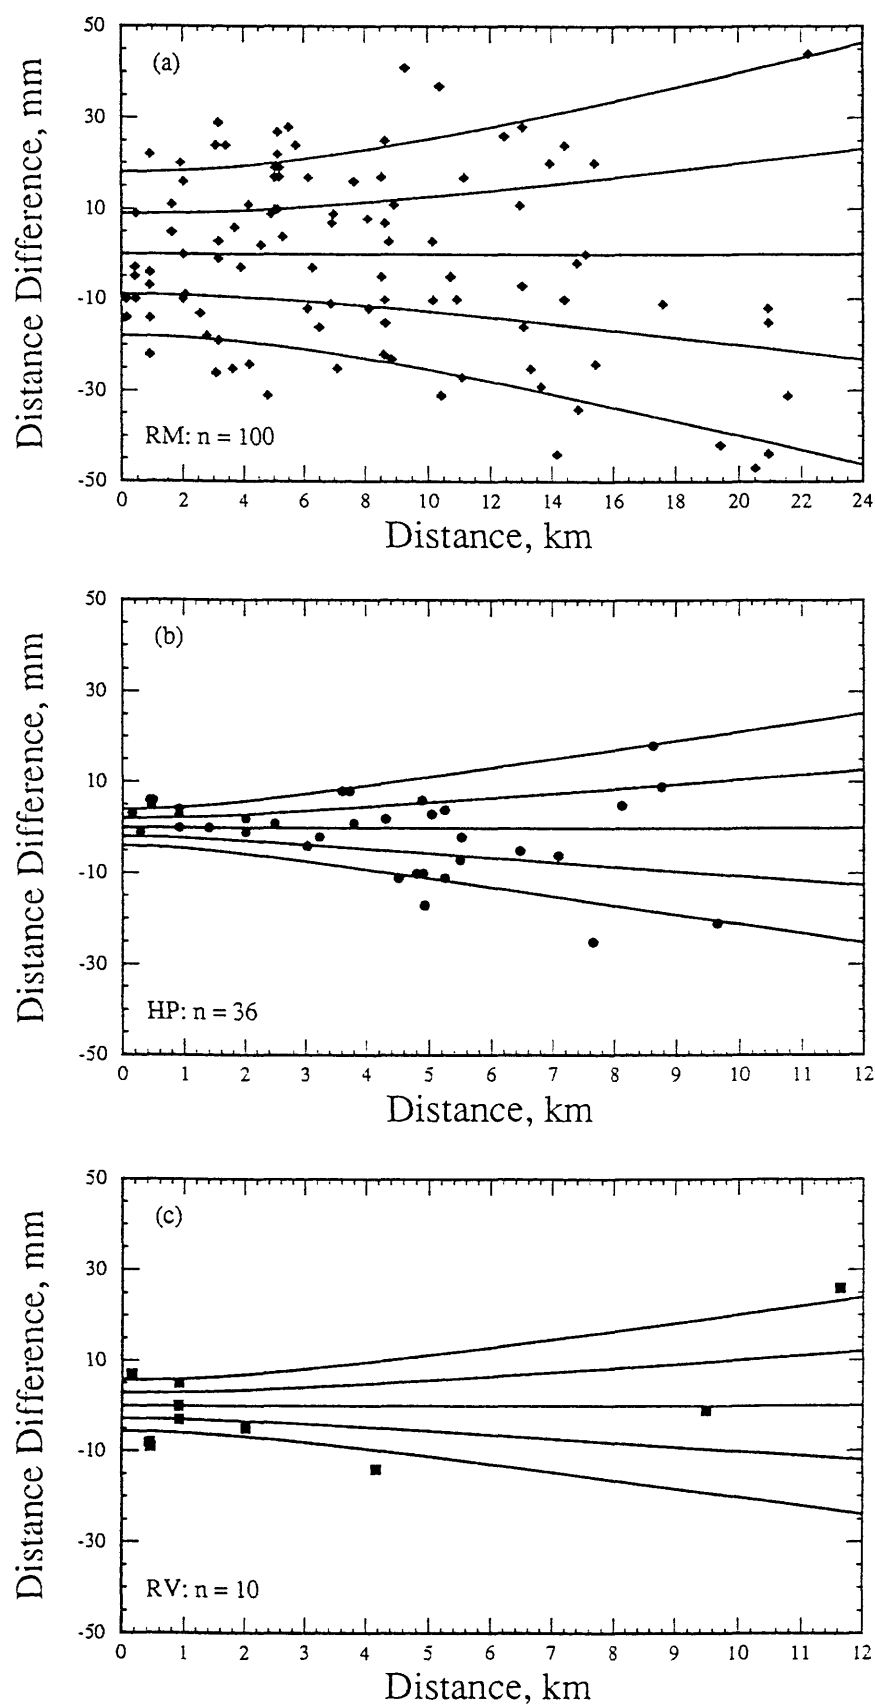 50
(a)
30
10
-10
-30
RM: n = 100
-50
0 2 4 6 8 10 12 14 16 18 20 22 24
Distance Difference, mm
Distance, km
50
(b)
30
10
-10
-30
HP: n = 36
-50
0 1 2 3 4 5 6 7 8 9 10 11 12
Distance Difference, mm
Distance, km
50
(c)
30
10
-10
-30
RV: n = 10
-50
0 1 2 3 4 5 6 7 8 9 10 11 12
Distance Difference, mm
Distance, km